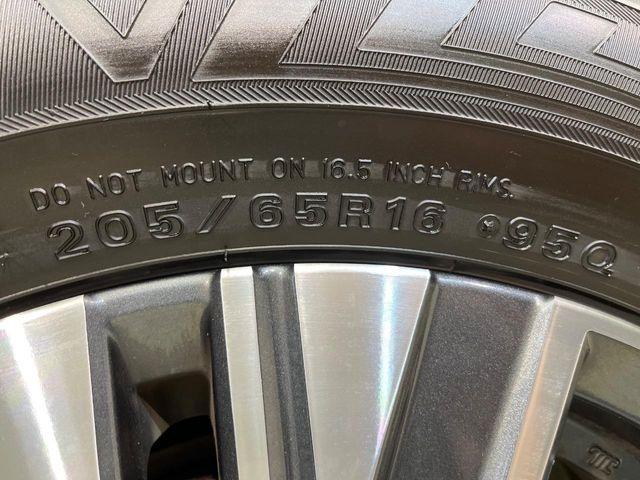 DO NOT MOUNT ON 16.5 INCH RIMS.
205/65R16 95Q